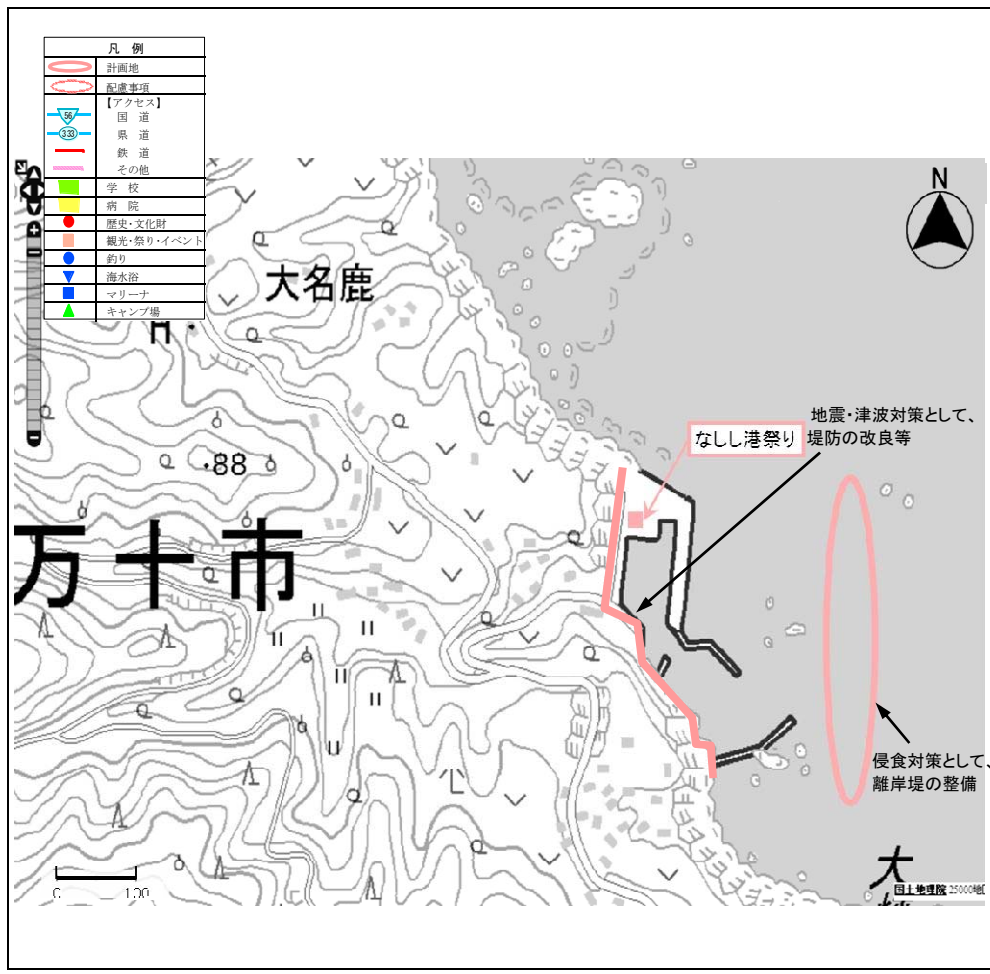 凡 例
計画地
配慮事項
【アクセス】
56
国 道
333
県 道
鉄 道
その他
学 校
病 院
歴史・文化財
観光・祭り・イベント
釣り
海水浴
マリーナ
キャンプ場
N
大名鹿
地震・津波対策として、
堤防の改良等
なしし港祭り
・88
万十市
侵食対策として、
離岸堤の整備
大
国土地理院 25000
0 100